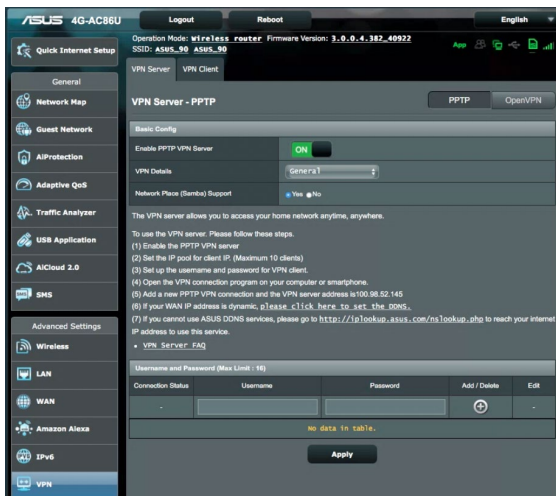 ASUS 4G-AC86U
Logout
Reboot
English
Quick Internet Setup
Operation Mode: Wireless router Firmware Version: 3.0.0.4.382_40922
SSID: ASUS_90 ASUS_90
App
VPN Server
VPN Client
General
Network Map
Guest Network
AiProtection
Adaptive QoS
Traffic Analyzer
USB Application
AiCloud 2.0
SMS
Advanced Settings
Wireless
LAN
WAN
Amazon Alexa
IPv6
VPN
VPN Server - PPTP
PPTP
OpenVPN
Basic Config
Enable PPTP VPN Server
ON
VPN Details
General
Network Place (Samba) Support
Yes No
The VPN server allows you to access your home network anytime, anywhere.
To use the VPN server. Please follow these steps.
(1) Enable the PPTP VPN server
(2) Set the IP pool for client IP. (Maximum 10 clients)
(3) Set up the username and password for VPN client.
(4) Open the VPN connection program on your computer or smartphone.
(5) Add a new PPTP VPN connection and the VPN server address is100.98.52.145
(6) If your WAN IP address is dynamic, please click here to set the DDNS.
(7) If you cannot use ASUS DDNS services, please go to http://iplookup.asus.com/nslookup.php to reach your internet
IP address to use this service.
VPN Server FAQ
Username and Password (Max Limit : 16)
Connection Status
Username
Password
Add / Delete
Edit
-
-
No data in table.
Apply